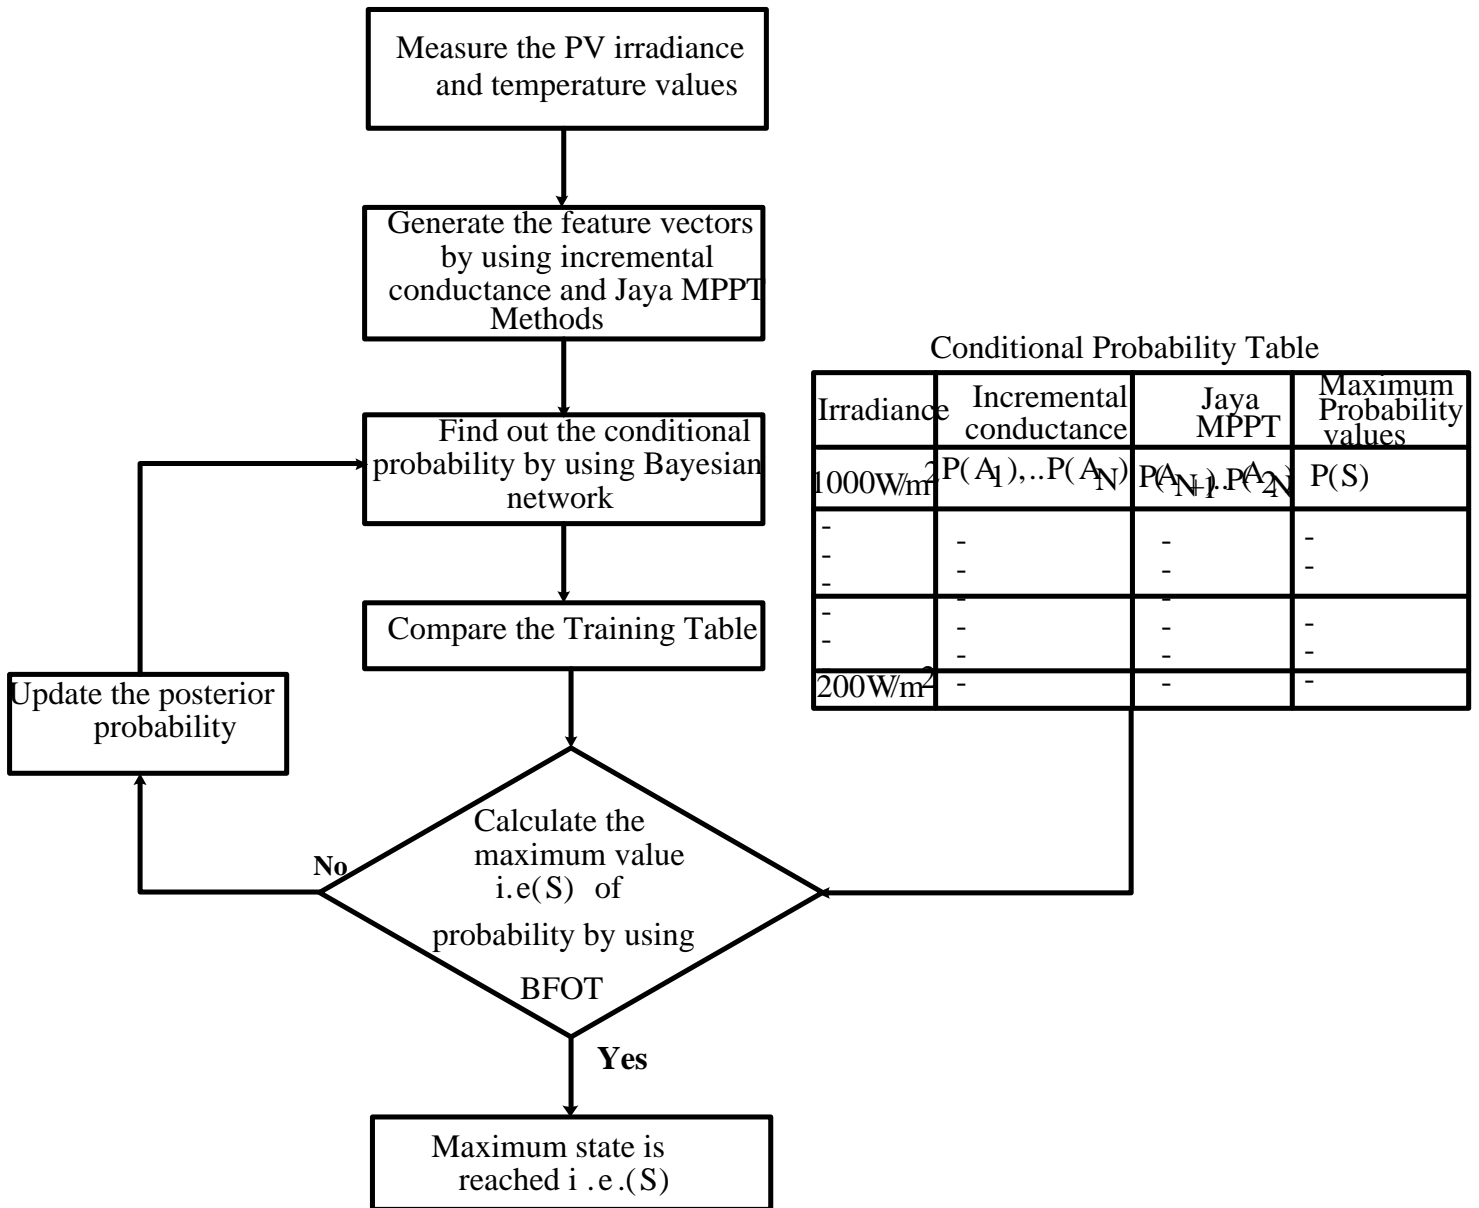 Measure the PV irradiance
and temperature values
Generate the feature vectors
by using incremental
conductance and Jaya MPPT
Methods
Find out the conditional
probability by using Bayesian
network
Compare the Training Table
Update the posterior
probability
Calculate the
maximum value
i.e(S) of
probability by using
BFOT
No
Yes
Maximum state is
reached i .e.(S)
Conditional Probability Table
Irradiance
Incremental
conductance
Jaya
MPPT
Maximum
Probability
values
1000W/m2
P(A1),..P(AN)
P(AN+1)..P(A2N)
P(S)
- - - -
- - - -
- - -
- - - -
- - - -
200W/m2 - - -